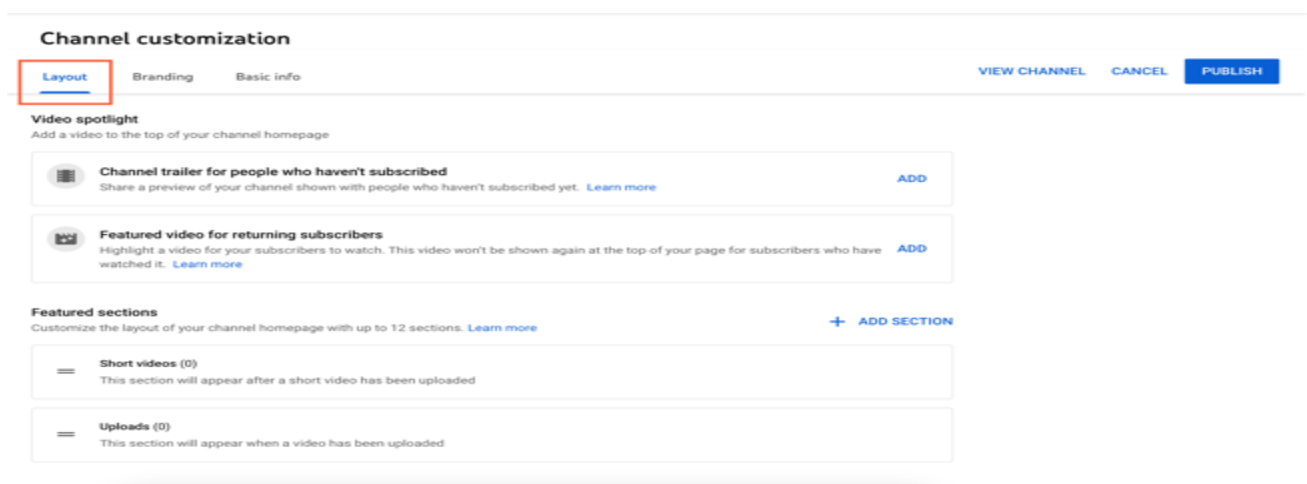 Channel customization
Layout Branding Basic info VIEW CHANNEL CANCEL PUBLISH
Video spotlight
Add a video to the top of your channel homepage
Channel trailer for people who haven't subscribed
Share a preview of your channel shown with people who haven't subscribed yet. Learn more
ADD
Featured video for returning subscribers
Highlight a video for your subscribers to watch. This video won't be shown again at the top of your page for subscribers who have
watched it. Learn more
ADD
Featured sections
Customize the layout of your channel homepage with up to 12 sections. Learn more
+ ADD SECTION
Short videos (0)
This section will appear after a short video has been uploaded
Uploads (0)
This section will appear when a video has been uploaded